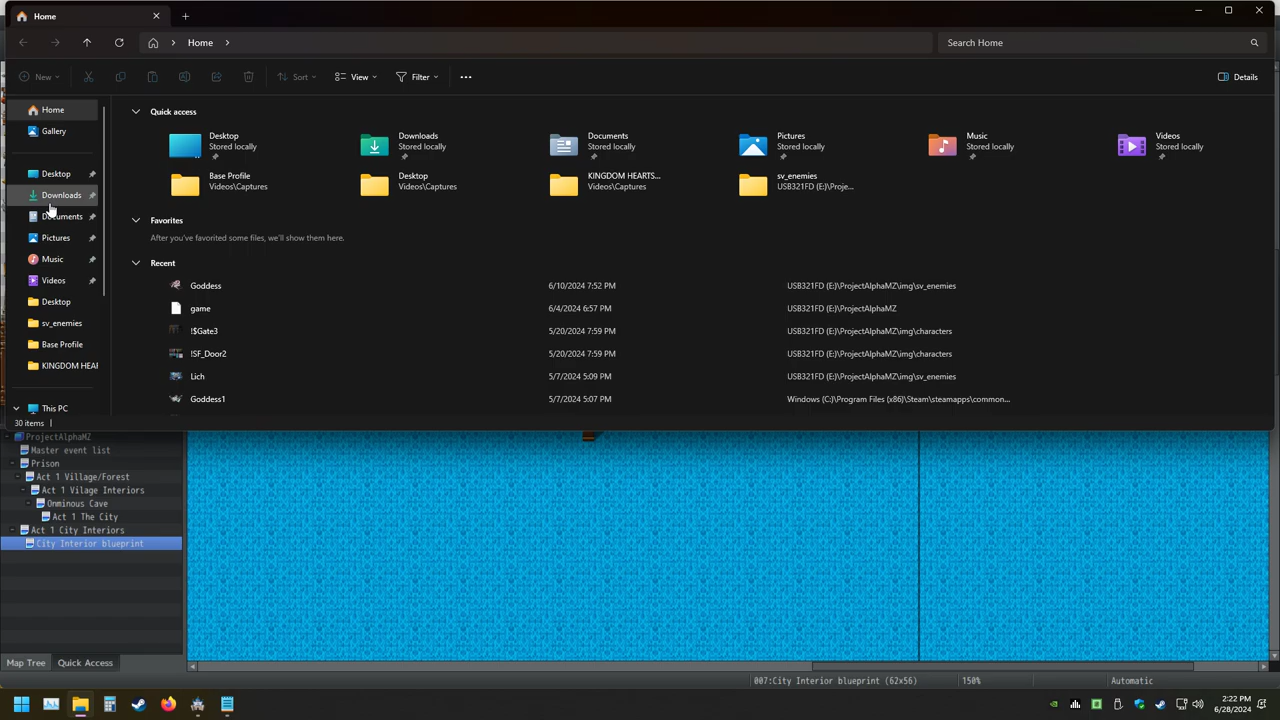 Home
Home
Search Home
New
Sort
View
Filter
Details
Home
Gallery
Desktop
Downloads
Documents
Pictures
Music
Videos
Desktop
sv_enemies
Base Profile
KINGDOM HEAR
This PC
30 items
Quick access
Desktop
Stored locally
Downloads
Stored locally
Documents
Stored locally
Pictures
Stored locally
Music
Stored locally
Videos
Stored locally
Base Profile
Videos\Captures
Desktop
Videos\Captures
KINGDOM HEARTS...
Videos\Captures
sv_enemies
USB321FD (E:)\Proje...
Favorites
After you've favorited some files, we'll show them here.
Recent
Goddess 6/10/2024 7:52 PM USB321FD (E:)\ProjectAlphaMZ\img\sv_enemies
game 6/4/2024 6:57 PM USB321FD (E:)\ProjectAlphaMZ
!$Gate3 5/20/2024 7:59 PM USB321FD (E:)\ProjectAlphaMZ\img\characters
!SF_Door2 5/20/2024 7:59 PM USB321FD (E:)\ProjectAlphaMZ\img\characters
Lich 5/7/2024 5:09 PM USB321FD (E:)\ProjectAlphaMZ\img\sv_enemies
Goddess1 5/7/2024 5:07 PM Windows (C:)\Program Files (x86)\Steam\steamapps\common...
ProjectAlphaMZ
Master event list
Prison
Act 1 Village/Forest
Act 1 Vilage Interiors
Onminous Cave
Act 1 The City
Act 1 City Interiors
City Interior blueprint
Map Tree
Quick Access
007:City Interior blueprint (62x56)
150%
Automatic
2:22 PM
6/28/2024